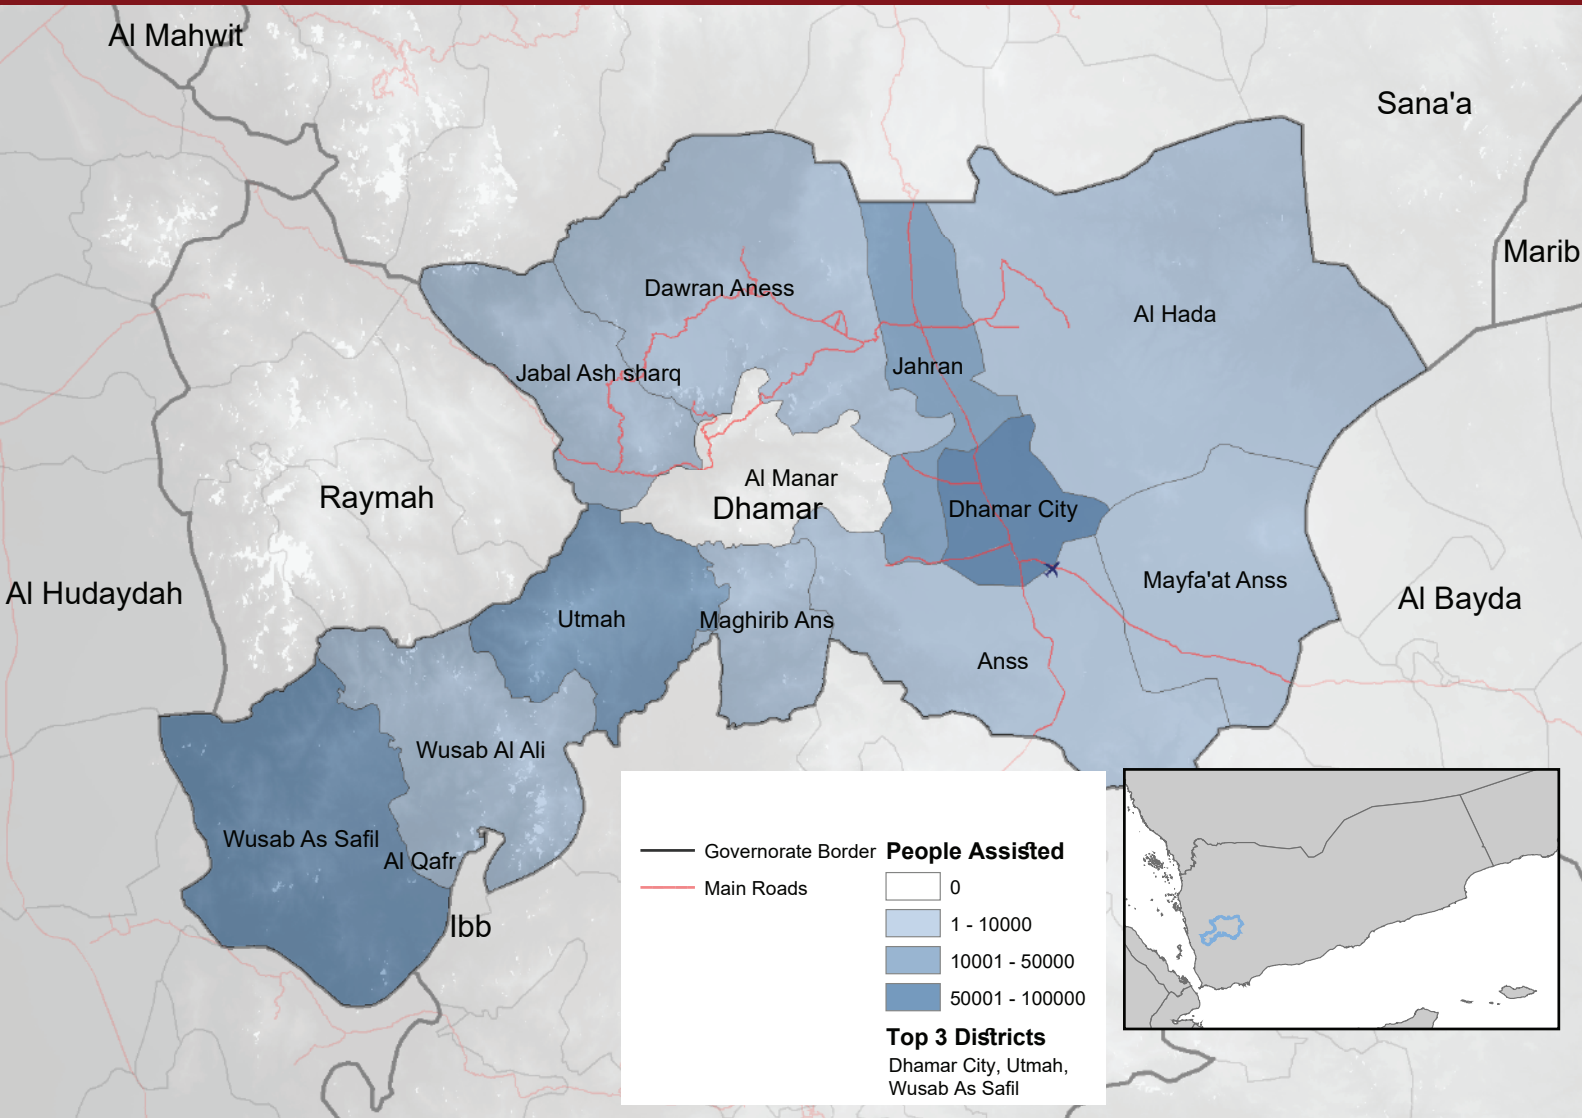 Al Mahwit
Sana'a
Marib
Dawran Aness
Al Hada
Jabal Ash sharq
Jahran
Al Manar
Raymah
Dhamar
Dhamar City
Al Hudaydah
Mayfa'at Anss
Al Bayda
Utmah
Maghirib Ans
Anss
Wusab Al Ali
Wusab As Safil
Al Qafr
Ibb
Governorate Border
Main Roads
People Assisted
0
1 - 10000
10001 - 50000
50001 - 100000
Top 3 Districts
Dhamar City, Utmah,
Wusab As Safil